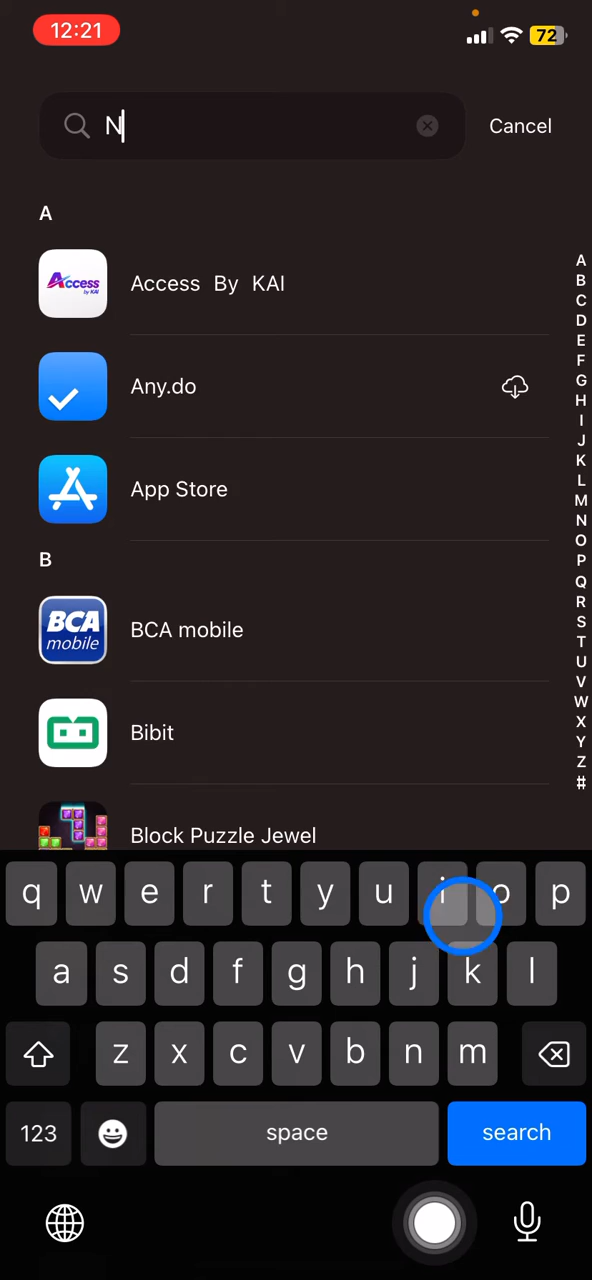 12:21
72
N
Cancel
A
Access
by KAI
Access By KAI
Any.do
App Store
B
BCA
mobile
BCA mobile
Bibit
Block Puzzle Jewel
A
B
C
D
E
F
G
H
I
J
K
L
M
N
O
P
Q
R
S
T
U
V
W
X
Y
Z
#
q w e r t y u i o p
a s d f g h j k l
z x c v b n m
123 space search